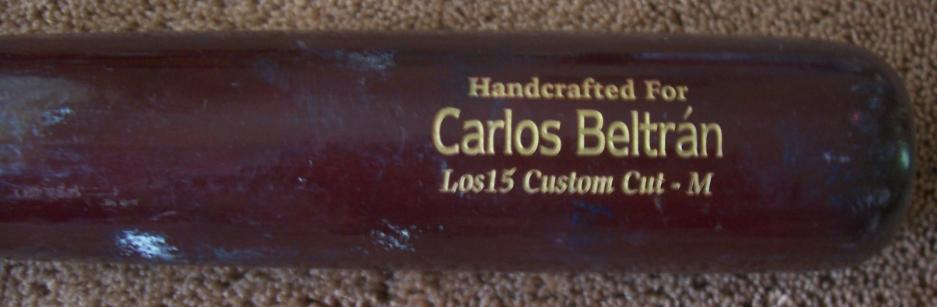 Handcrafted For
Carlos Beltrán
Los15 Custom Cut - M